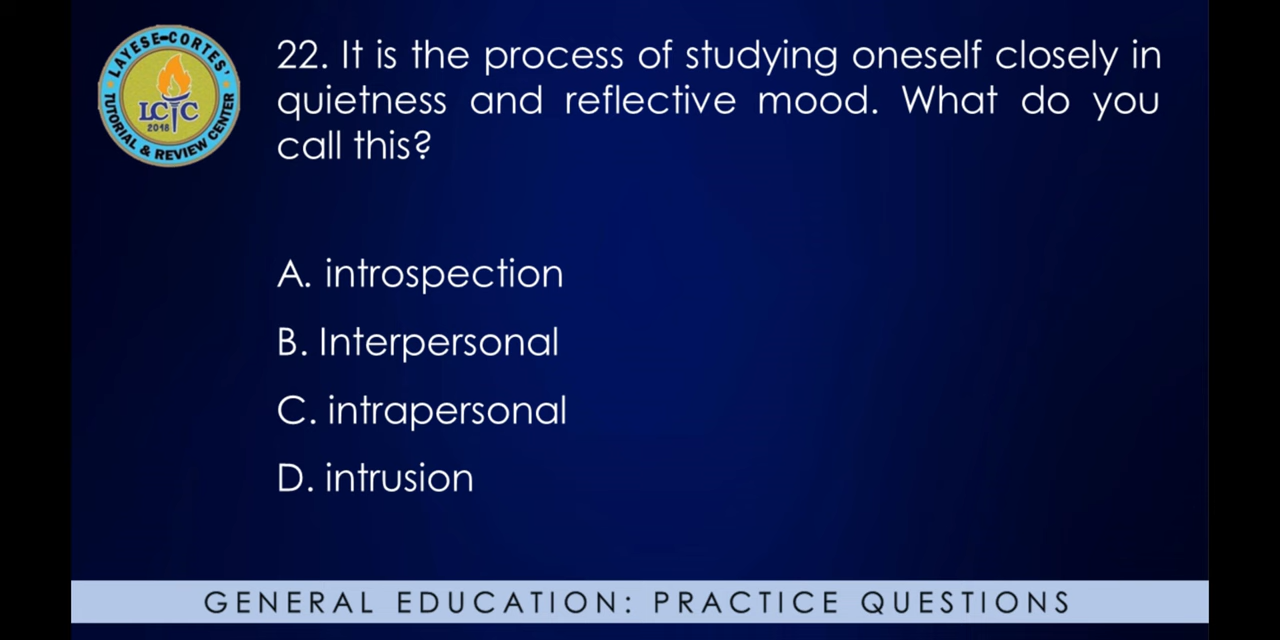 LAYESE-CORTES'
LCTC
2018
TUTORIAL & REVIEW CENTER
22. It is the process of studying oneself closely in
quietness and reflective mood. What do you
call this?
A. introspection
B. Interpersonal
C. intrapersonal
D. intrusion
GENERAL EDUCATION: PRACTICE QUESTIONS